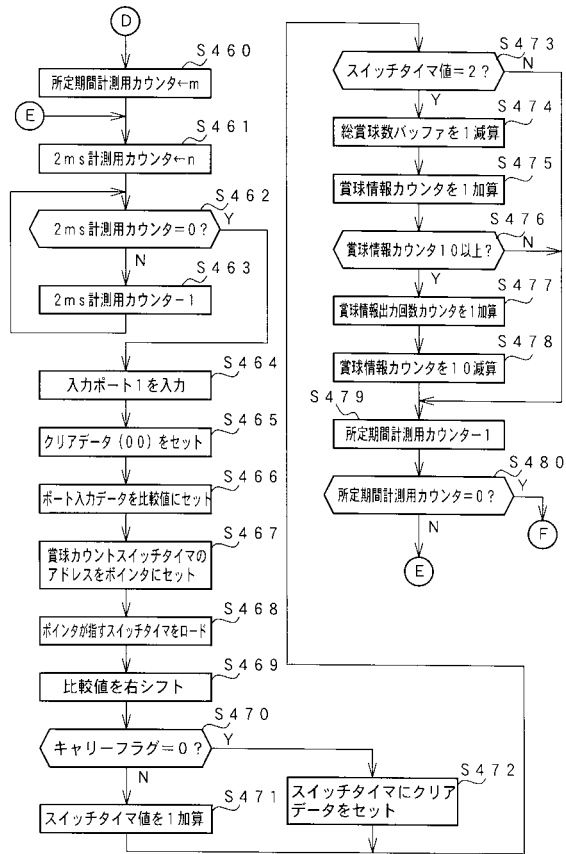 D
S460
所定期間計測用カウンタ←m
E
S461
2ms計測用カウンタ←n
S462
2ms計測用カウンタ=0?
Y
N
S463
2ms計測用カウンタ-1
S464
入力ポート1を入力
S465
クリアデータ(00)をセット
S466
ポート入力データを比較値にセット
S467
賞球カウントスイッチタイマの
アドレスをポインタにセット
S468
ポインタが指すスイッチタイマをロード
S469
比較値を右シフト
S470
キャリーフラグ=0?
Y
N
S471
スイッチタイマ値を1加算
S472
スイッチタイマにクリア
データをセット
S473
スイッチタイマ値=2?
N
Y
S474
総賞球数バッファを1減算
S475
賞球情報カウンタを1加算
S476
賞球情報カウンタ10以上?
N
Y
S477
賞球情報出力回数カウンタを1加算
S478
賞球情報カウンタを10減算
S479
所定期間計測用カウンタ-1
S480
所定期間計測用カウンタ=0?
Y
N
F
E